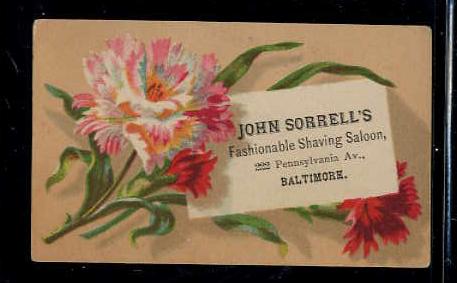 JOHN SORRELL'S
Fashionable Shaving Saloon,
Pennsylvania Av.,
BALTIMORE.